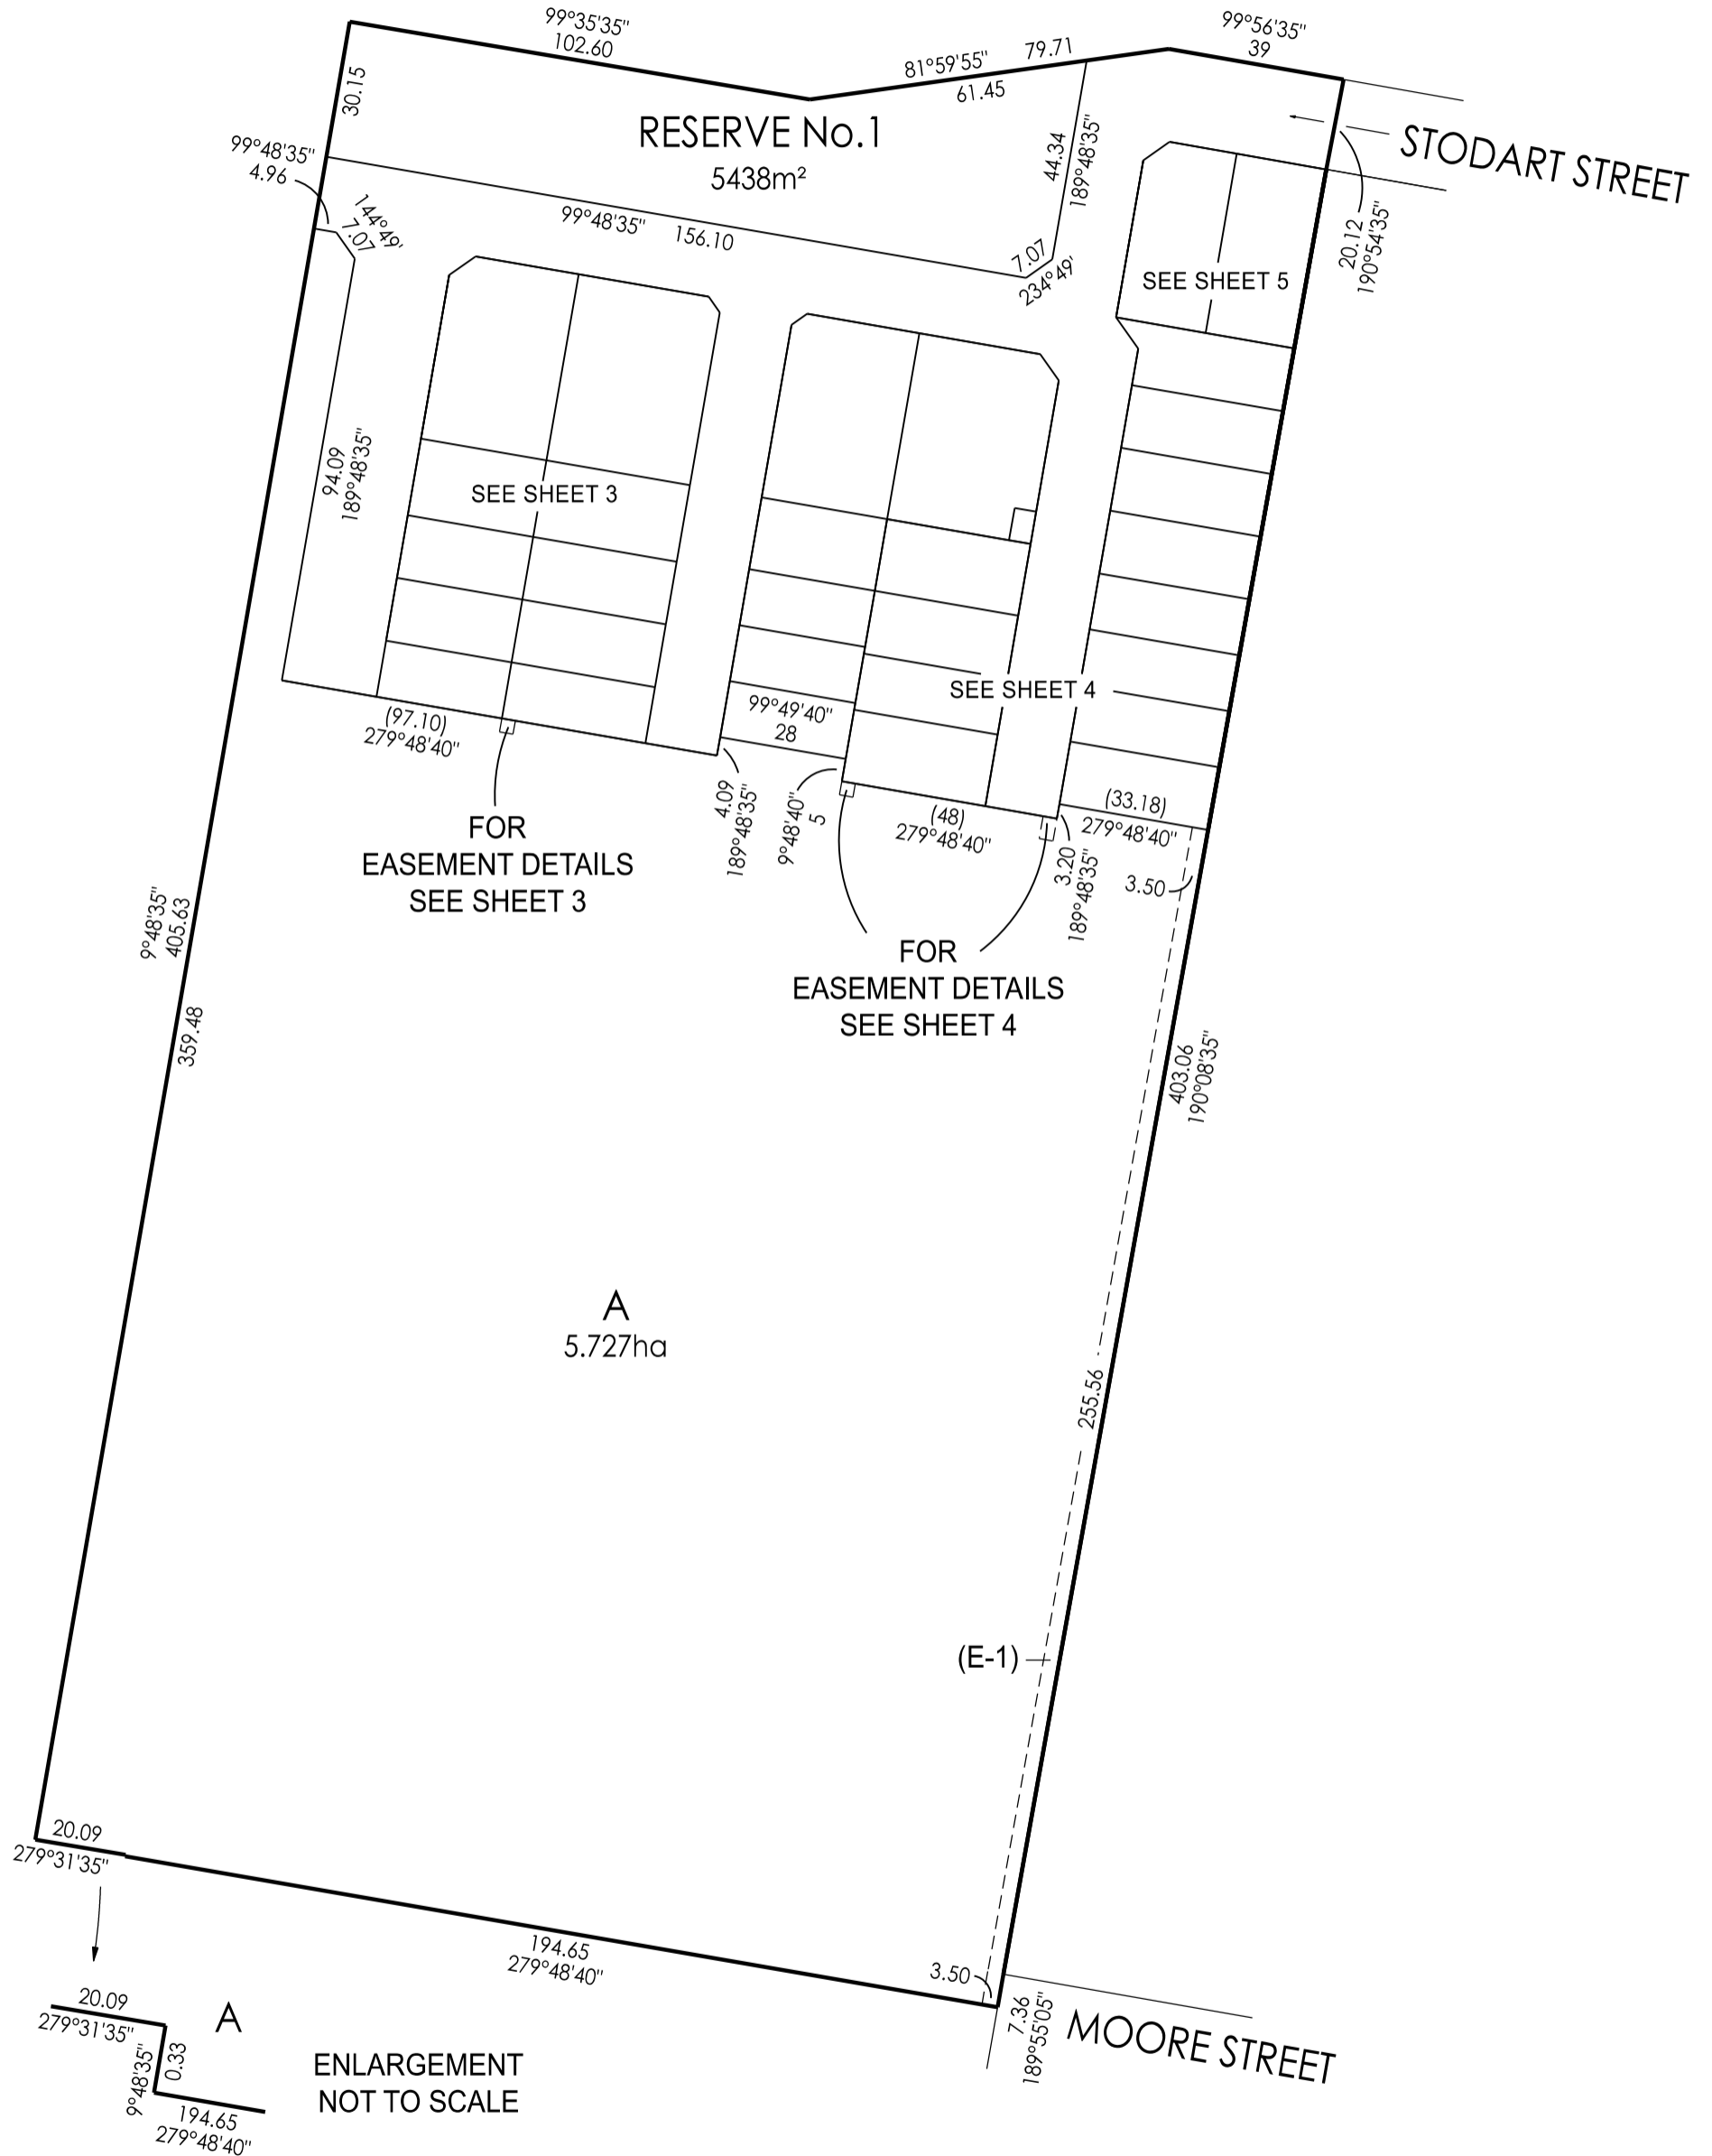 99°35'35"
102.60
81°59'55"
79.71
61.45
99°56'35"
39
30.15
RESERVE No.1
5438m²
44.34
189°48'35"
STODART STREET
99°48'35"
4.96
144°49'
7.07
99°48'35"
156.10
7.07
234°49'
20.12
190°54'35"
SEE SHEET 5
94.09
189°48'35"
SEE SHEET 3
SEE SHEET 4
99°49'40"
28
(97.10)
279°48'40"
4.09
189°48'35"
9°48'40"
5
(48)
279°48'40"
(33.18)
279°48'40"
3.20
189°48'35"
3.50
FOR
EASEMENT DETAILS
SEE SHEET 3
FOR
EASEMENT DETAILS
SEE SHEET 4
9°48'35"
405.63
359.48
403.06
190°08'35"
A
5.727ha
255.56
(E-1)
20.09
279°31'35"
194.65
279°48'40"
3.50
7.36
189°55'05"
MOORE STREET
20.09
279°31'35"
A
9°48'35"
0.33
194.65
279°48'40"
ENLARGEMENT
NOT TO SCALE